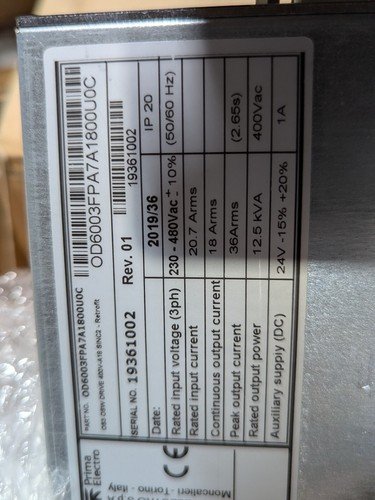 PART NO. OD6003FPA7A1800U0C
OD6003FPA7A1800U0C
SERIAL NO. 19361002 Rev. 01
19361002
Date: 2019/36 IP 20
Rated input voltage (3ph) 230 - 480Vac ± 10% (50/60 Hz)
Rated input current 20.7 Arms
Continuous output current 18 Arms
Peak output current 36Arms (2.65s)
Rated output power 12.5 kVA 400Vac
Auxiliary supply (DC) 24V -15% +20% 1A
Prima
Electro
CE
Moncalieri - Torino - italy